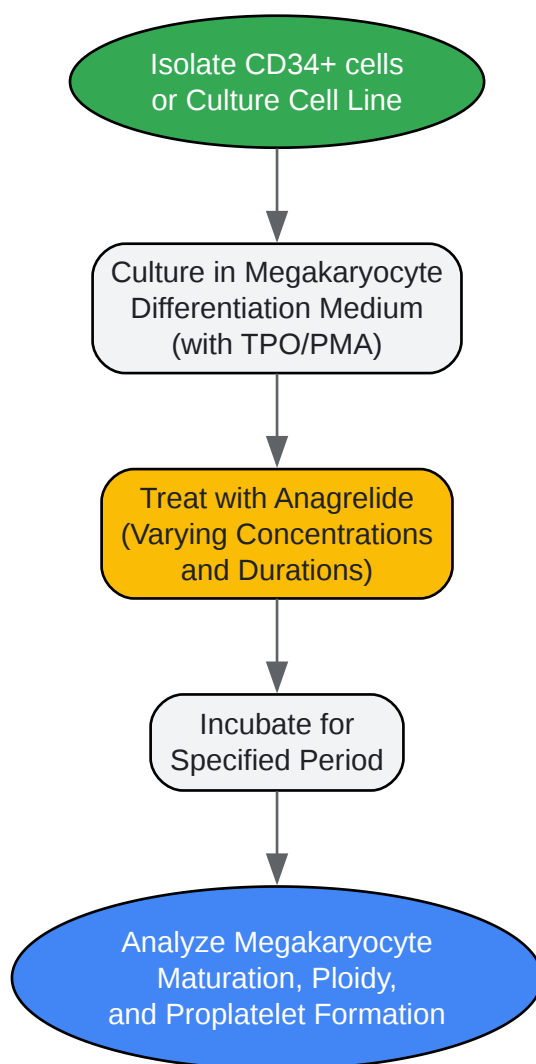 Isolate CD34+ cells
or Culture Cell Line
Culture in Megakaryocyte
Differentiation Medium
(with TPO/PMA)
Treat with Anagrelide
(Varying Concentrations
and Durations)
Incubate for
Specified Period
Analyze Megakaryocyte
Maturation, Ploidy,
and Proplatelet Formation